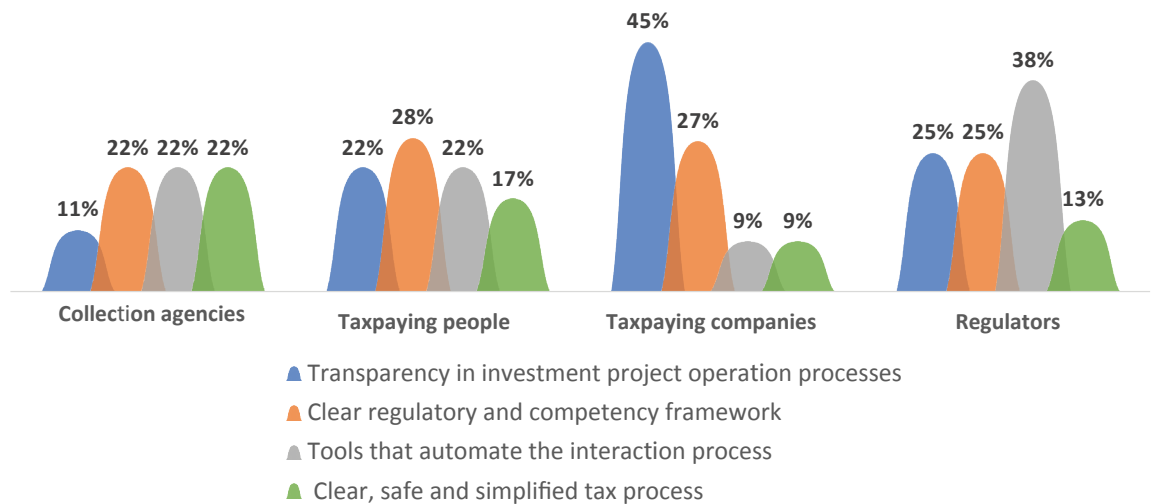 45%
38%
28%
27%
22% 22% 22%
22%
22%
25% 25%
17%
11%
9% 9%
13%
Collection agencies
Taxpaying people
Taxpaying companies
Regulators
Transparency in investment project operation processes
Clear regulatory and competency framework
Tools that automate the interaction process
Clear, safe and simplified tax process